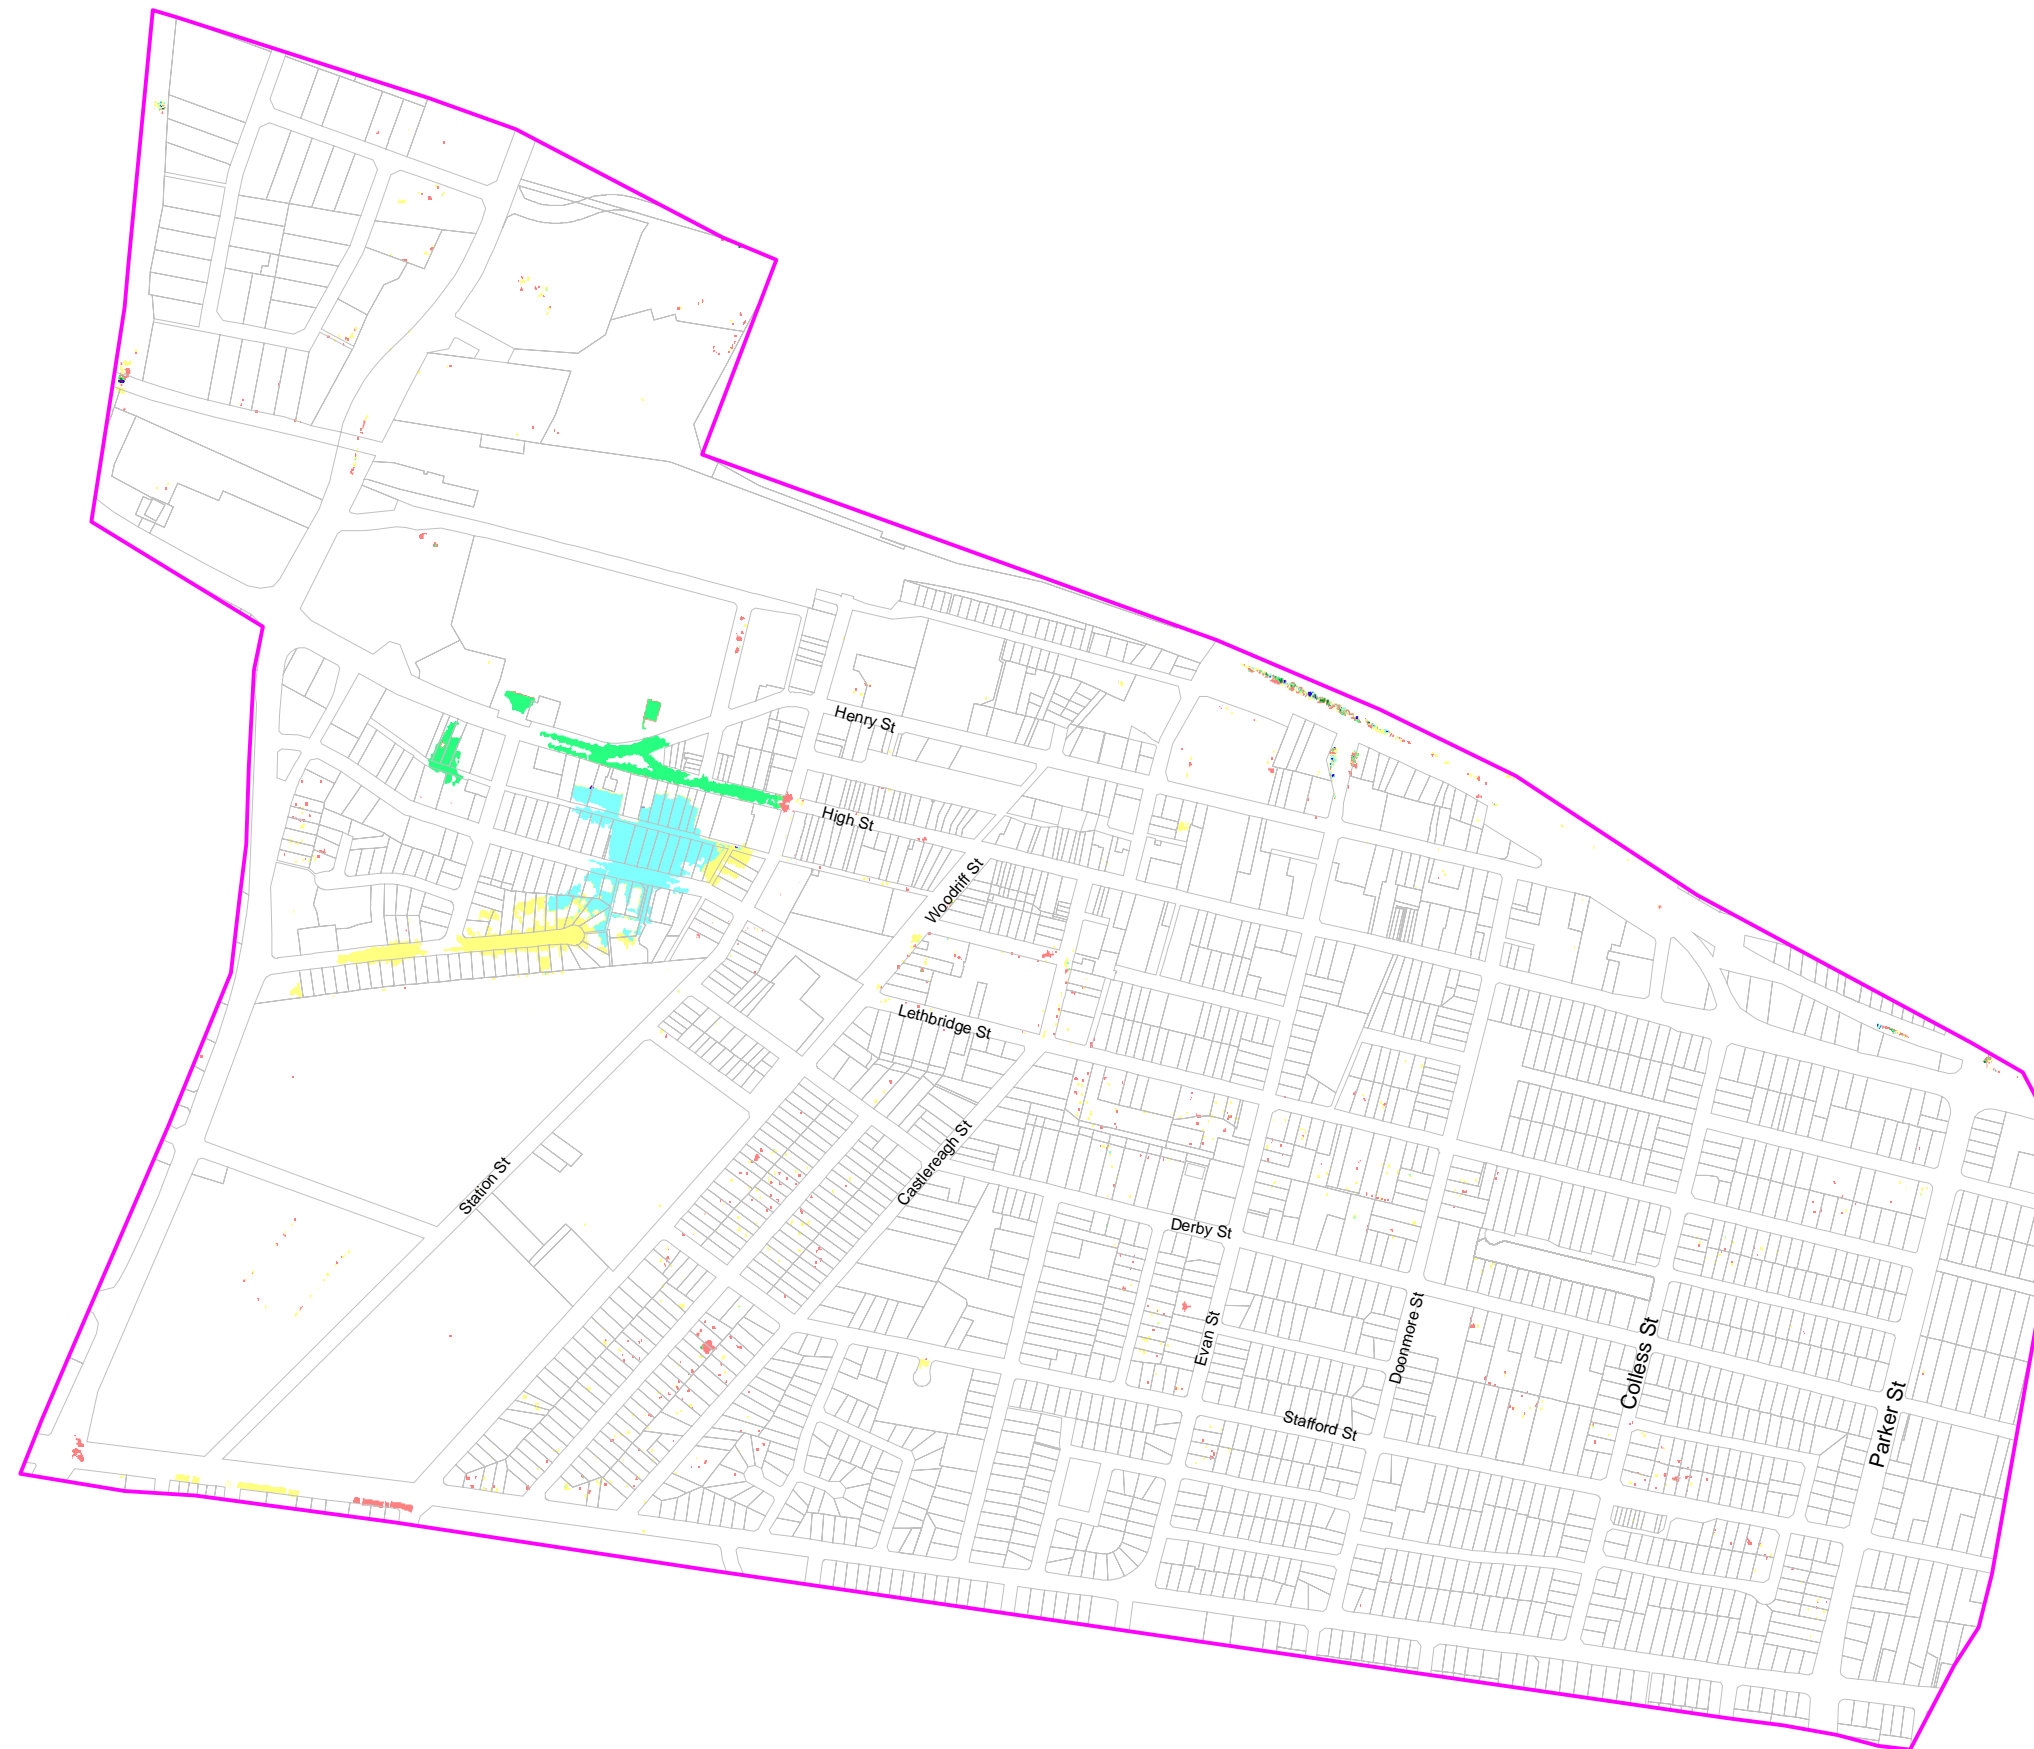 Henry St
High St
Woodriff St
Lethbridge St
Castlereagh St
Station St
Derby St
Evan St
Doonmore St
Colless St
Parker St
Stafford St